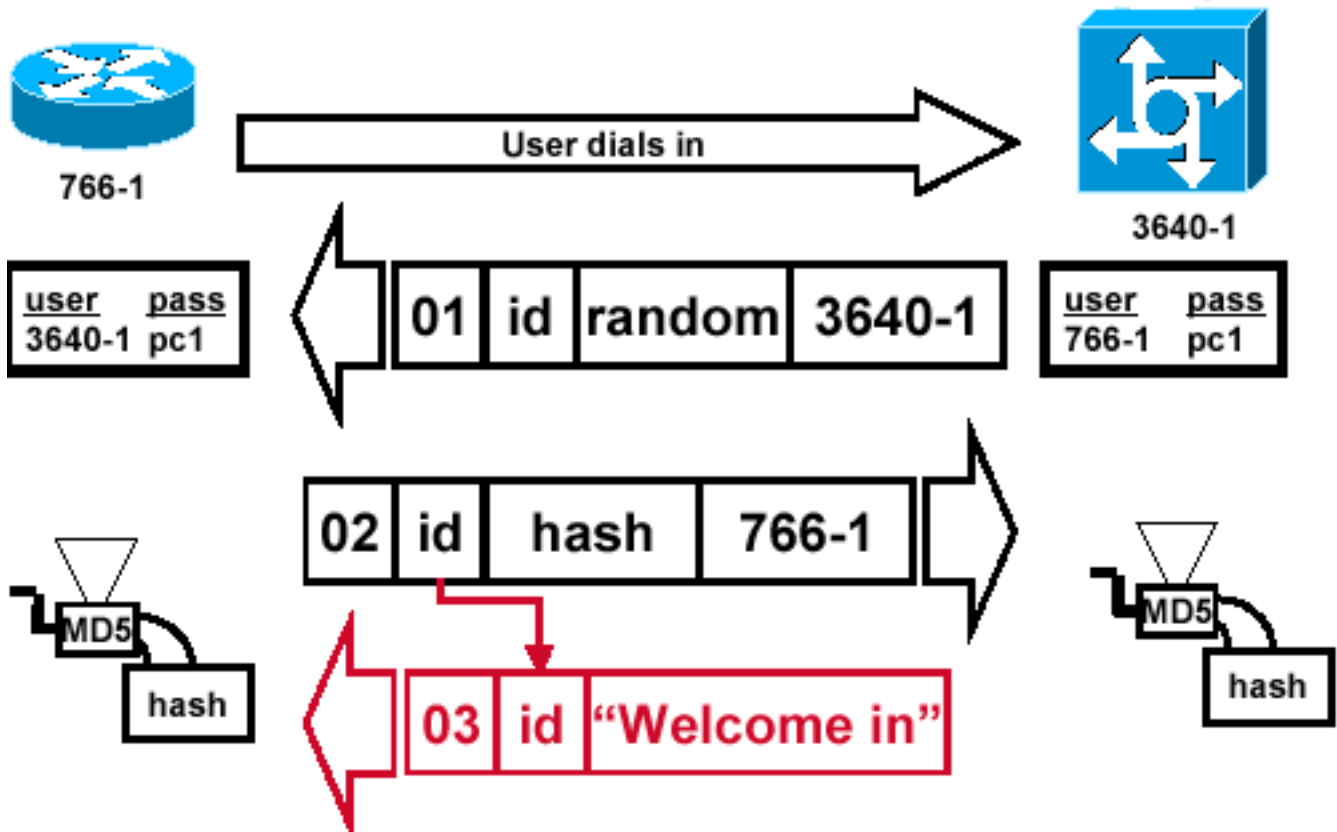 User dials in
766-1
3640-1
user pass
3640-1 pc1
01 id random 3640-1
user pass
766-1 pc1
02 id hash 766-1
MD5
hash
03 id “Welcome in”
MD5
hash